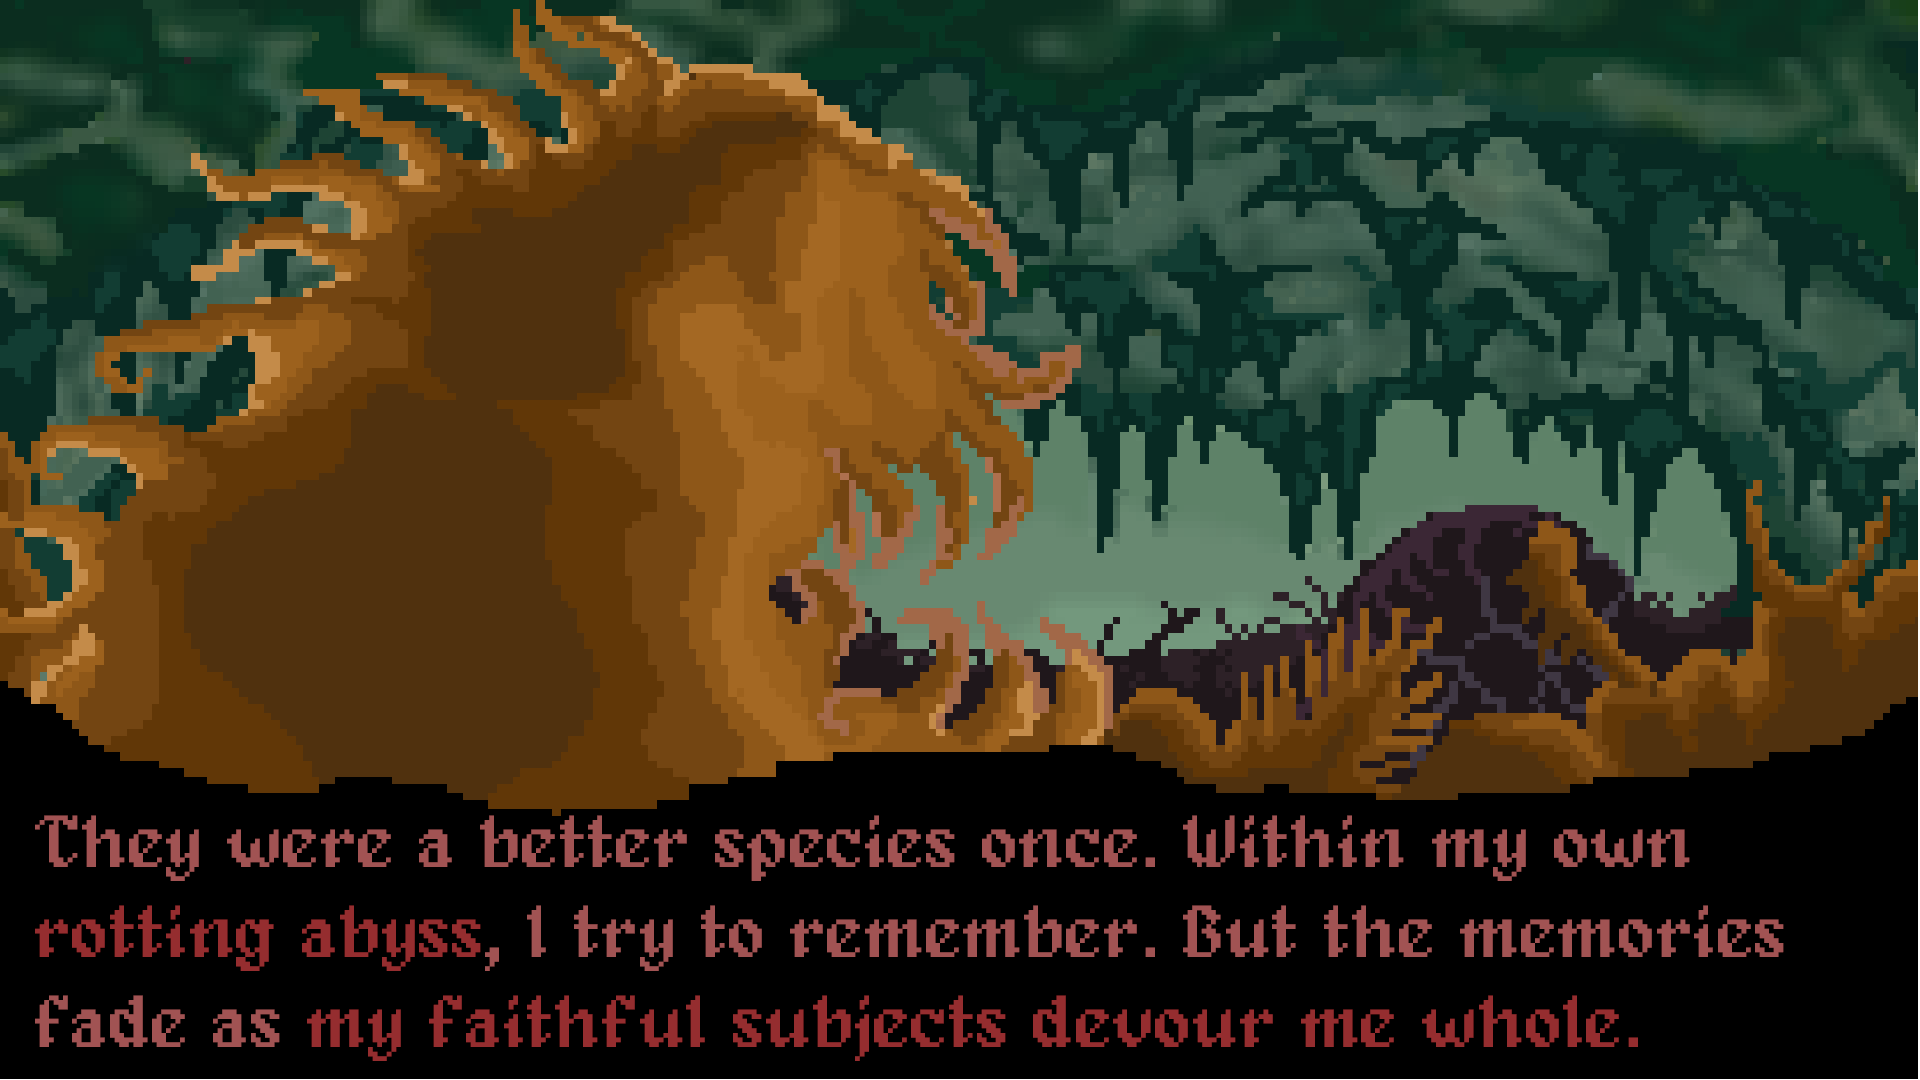 They were a better species once. Within my own
rotting abyss, I try to remember. But the memories
fade as my faithful subjects devour me whole.